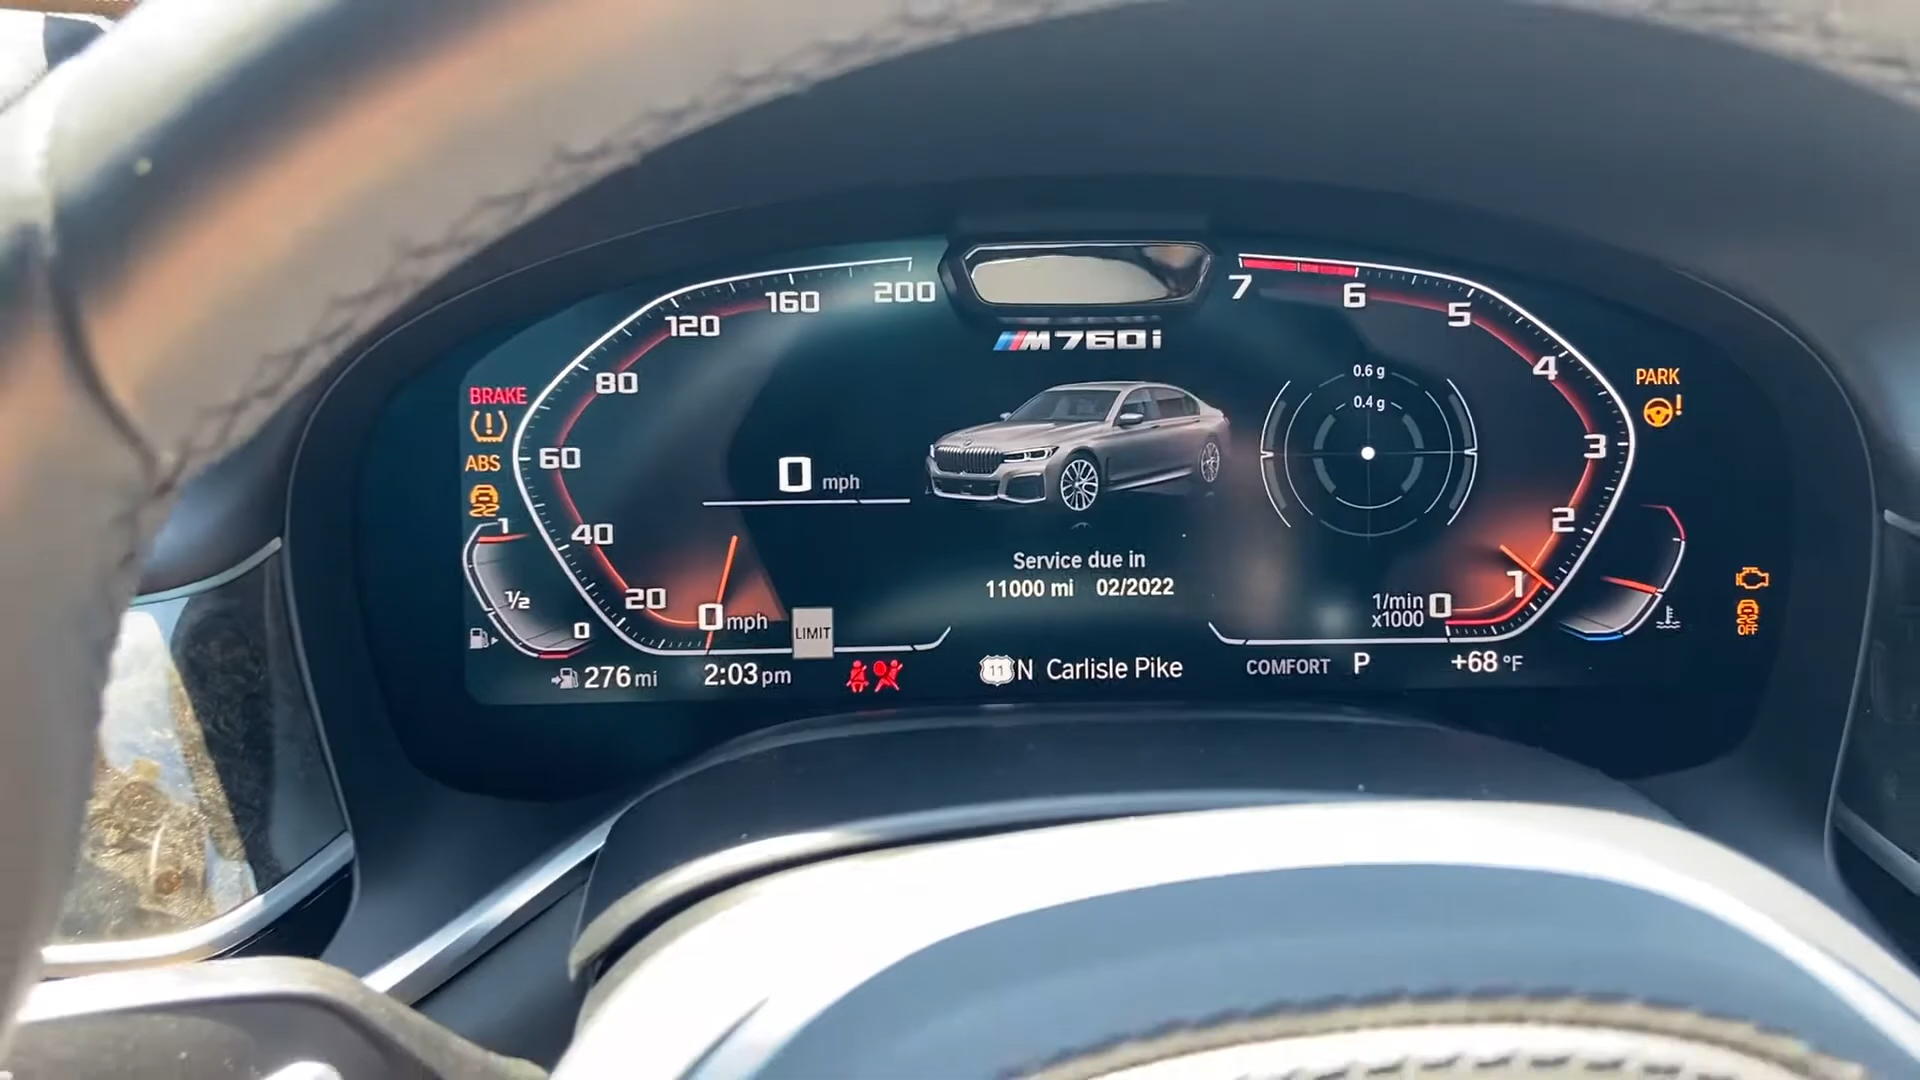 M760i
200
160
120
80
60
40
20
0 mph
0 mph
LIMIT
BRAKE
ABS
1
1/2
0
276 mi
2:03 pm
Service due in
11000 mi 02/2022
0.6 g
0.4 g
7
6
5
4
3
2
1
0
1/min
x1000
PARK
OFF
11 N Carlisle Pike
COMFORT P
+68 °F